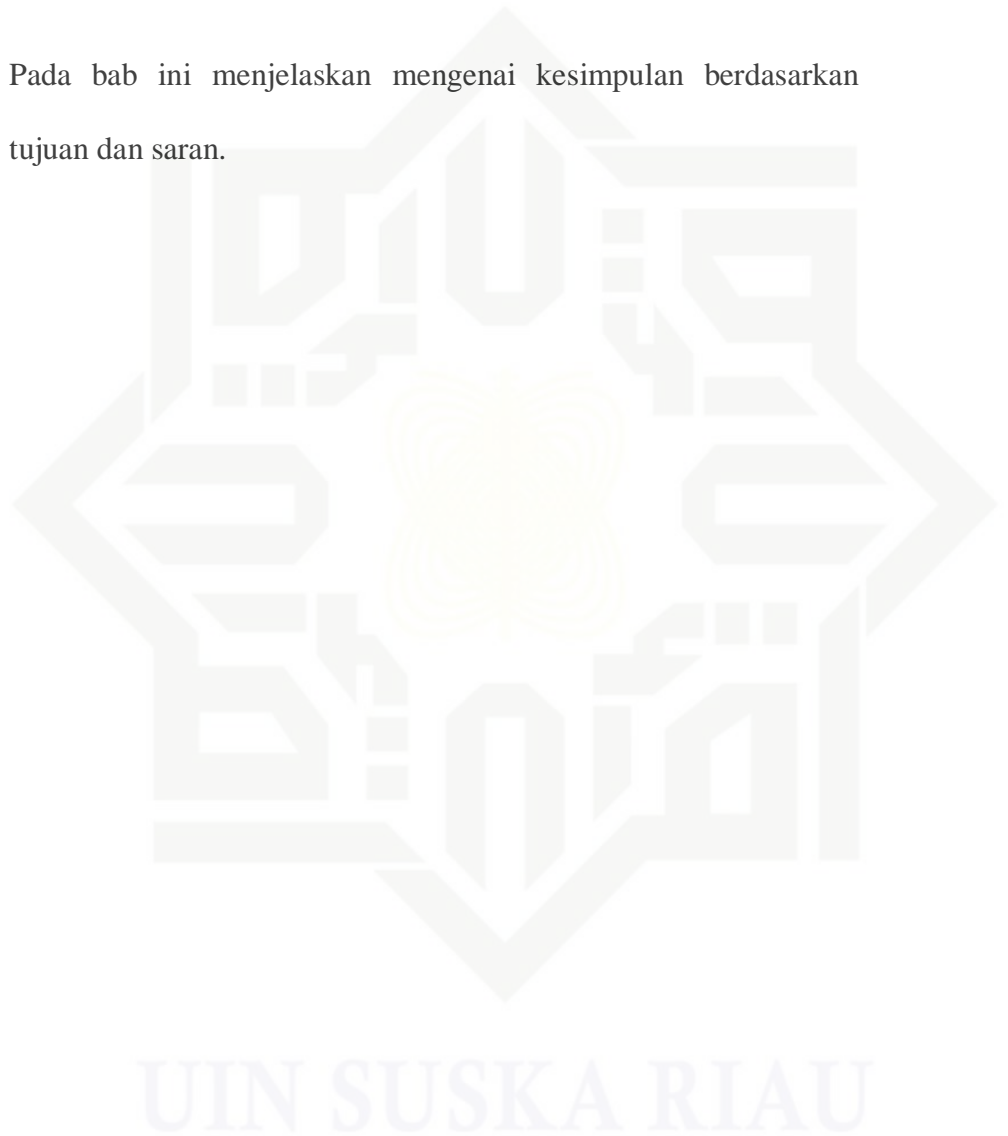 Pada bab ini menjelaskan mengenai kesimpulan berdasarkan
tujuan dan saran.
UIN SUSKA RIAU